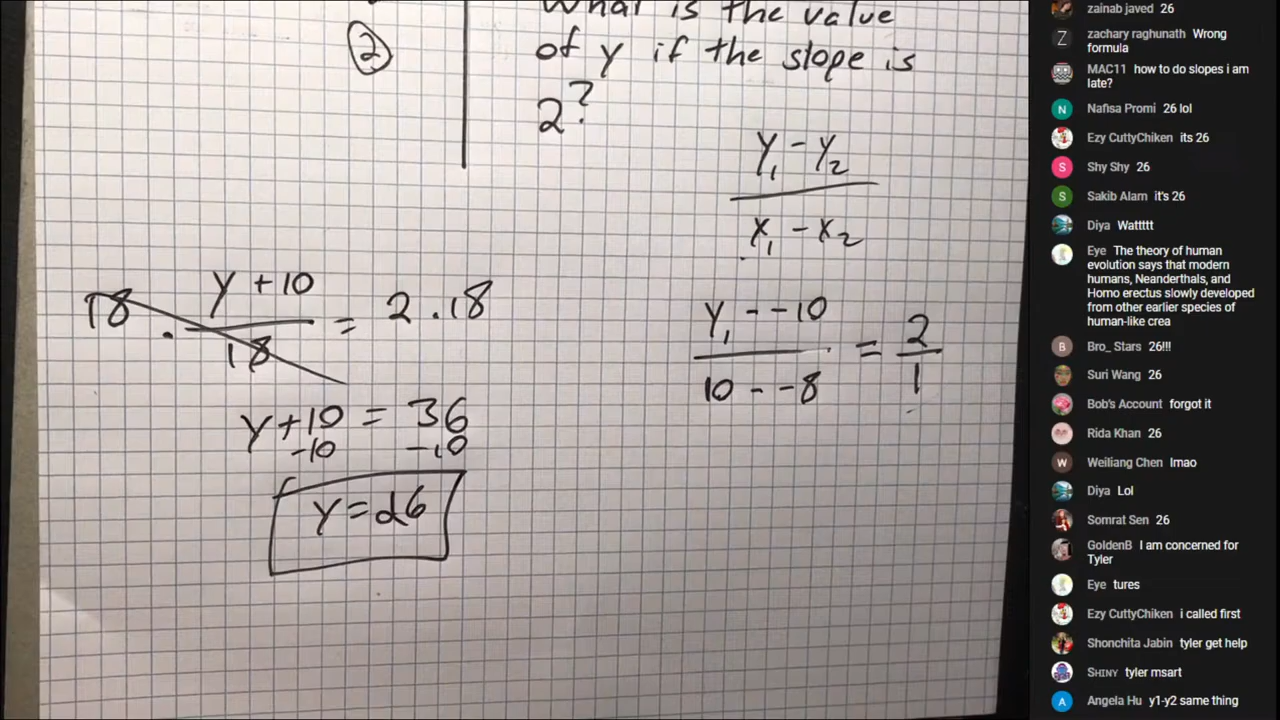 What is the value
of y if the slope is
2?
2
y₁ - y₂
x₁ - x₂
18 · y + 10 / 18 = 2 . 18
y + 10 = 36
-10 -10
y = 26
y₁ - -10 / 10 - -8 = 2 / 1
zainab javed 26
zachary raghunath Wrong
formula
MAC11 how to do slopes i am
late?
N
Nafisa Promi 26 lol
Ezy CuttyChiken its 26
S
Shy Shy 26
S
Sakib Alam it's 26
Diya Wattttt
Eye The theory of human
evolution says that modern
humans, Neanderthals, and
Homo erectus slowly developed
from other earlier species of
human-like crea
B
Bro_ Stars 26!!!
Suri Wang 26
Bob's Account forgot it
Rida Khan 26
W
Weiliang Chen lmao
Diya Lol
Somrat Sen 26
GoldenB I am concerned for
Tyler
Eye tures
Ezy CuttyChiken i called first
Shonchita Jabin tyler get help
SHINY tyler msart
A
Angela Hu y1-y2 same thing